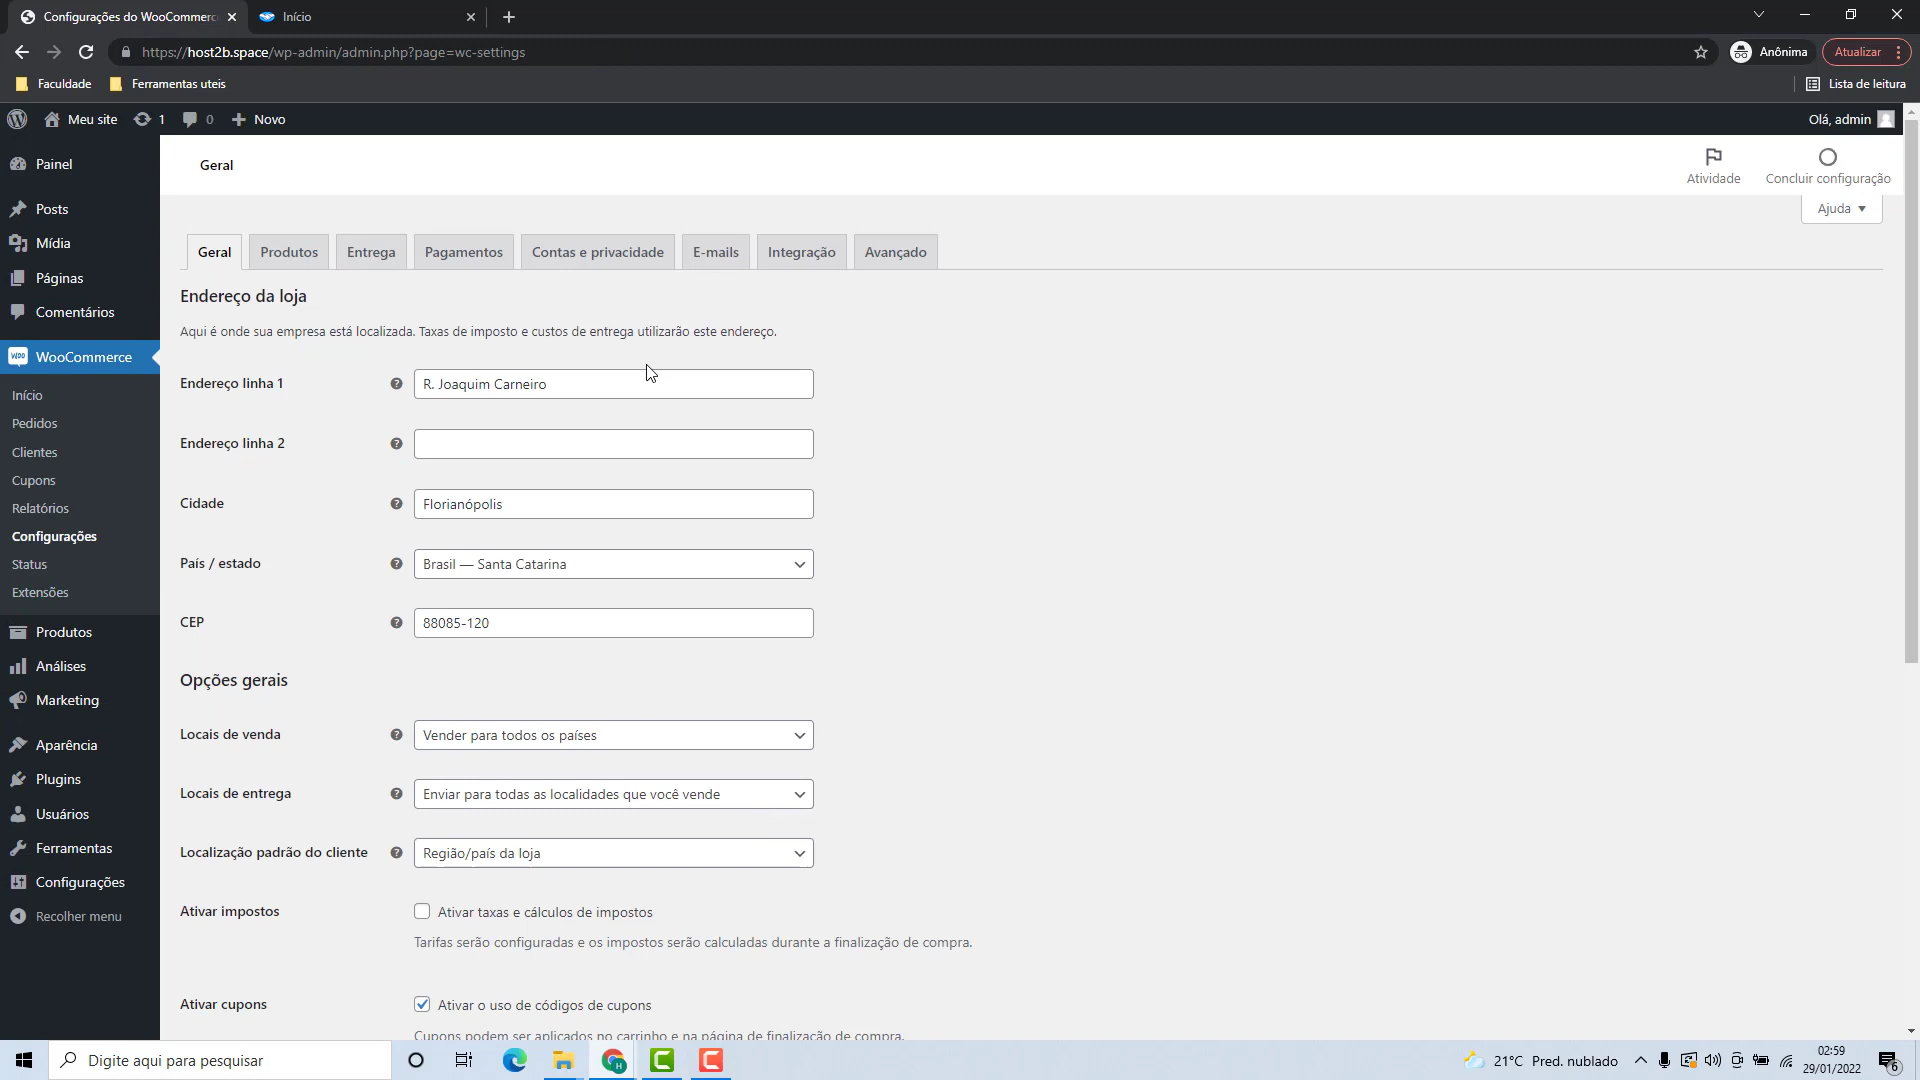 Configurações do WooCommerc
Início
https://host2b.space/wp-admin/admin.php?page=wc-settings
Anônima
Atualizar
Faculdade
Ferramentas uteis
Lista de leitura
Meu site
1
0
Novo
Olá, admin
Painel
Posts
Mídia
Páginas
Comentários
WooCommerce
Início
Pedidos
Clientes
Cupons
Relatórios
Configurações
Status
Extensões
Produtos
Análises
Marketing
Aparência
Plugins
Usuários
Ferramentas
Configurações
Recolher menu
Geral
Atividade
Concluir configuração
Ajuda
Geral
Produtos
Entrega
Pagamentos
Contas e privacidade
E-mails
Integração
Avançado
Endereço da loja
Aqui é onde sua empresa está localizada. Taxas de imposto e custos de entrega utilizarão este endereço.
Endereço linha 1
R. Joaquim Carneiro
Endereço linha 2
Cidade
Florianópolis
País / estado
Brasil — Santa Catarina
CEP
88085-120
Opções gerais
Locais de venda
Vender para todos os países
Locais de entrega
Enviar para todas as localidades que você vende
Localização padrão do cliente
Região/país da loja
Ativar impostos
Ativar taxas e cálculos de impostos
Tarifas serão configuradas e os impostos serão calculadas durante a finalização de compra.
Ativar cupons
Ativar o uso de códigos de cupons
Cupons podem ser aplicados no carrinho e na página de finalização de compra.
Digite aqui para pesquisar
21°C Pred. nublado
02:59
29/01/2022
6